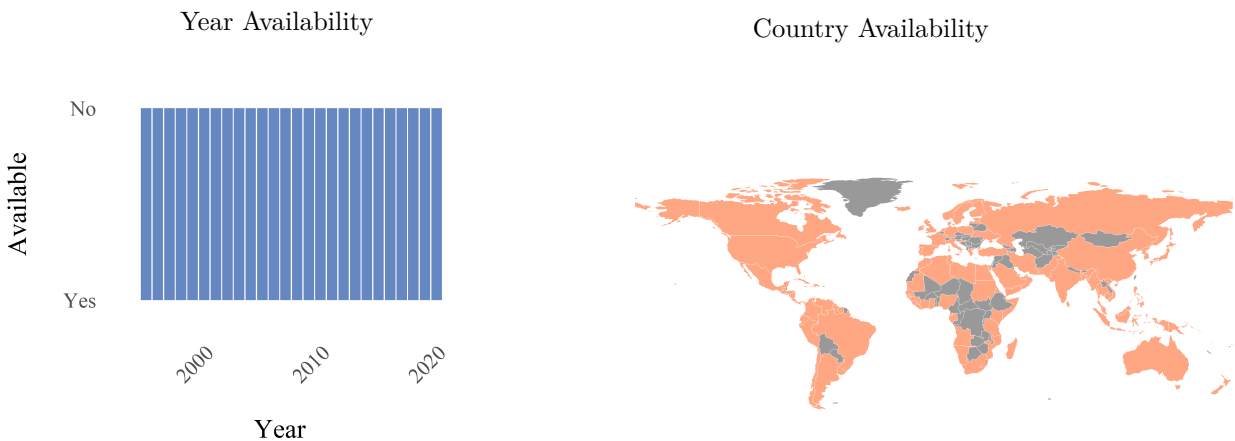 Year Availability
Country Availability
Available
No
Yes
2000
2010
2020
Year